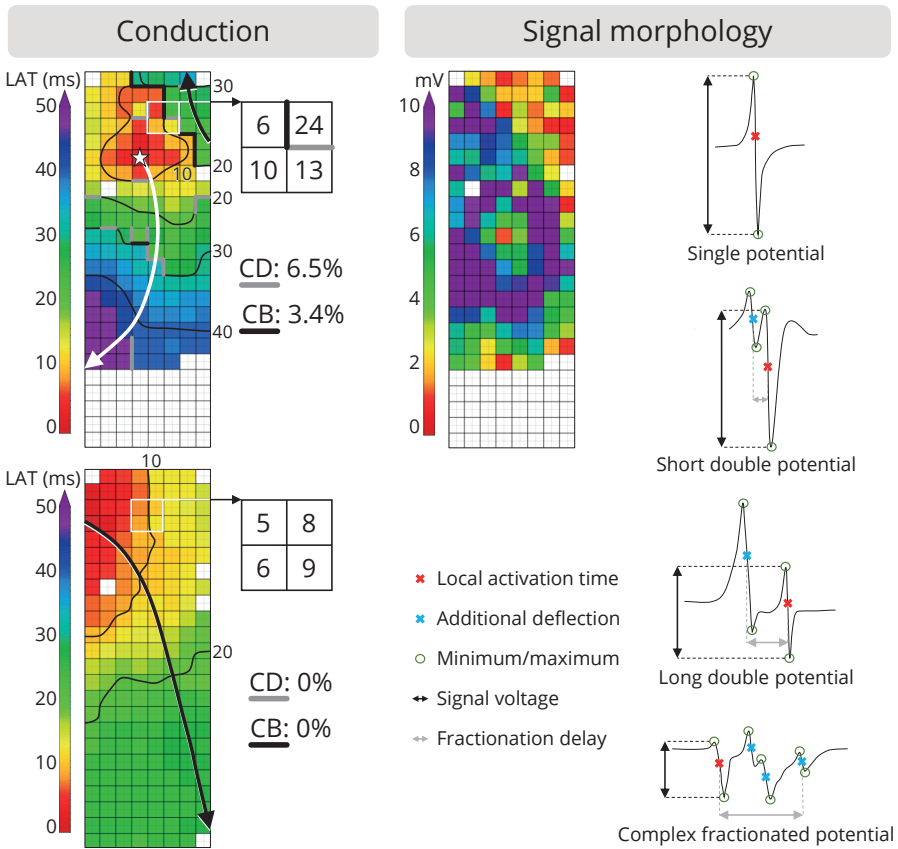 Conduction
Signal morphology
LAT (ms)
50
40
30
20
10
0
30
20
10
20
30
40
6 24
10 13
CD: 6.5%
CB: 3.4%
mV
10
8
6
4
2
0
Single potential
Short double potential
Long double potential
Complex fractionated potential
LAT (ms)
50
40
30
20
10
0
10
20
5 8
6 9
CD: 0%
CB: 0%
Local activation time
Additional deflection
Minimum/maximum
Signal voltage
Fractionation delay